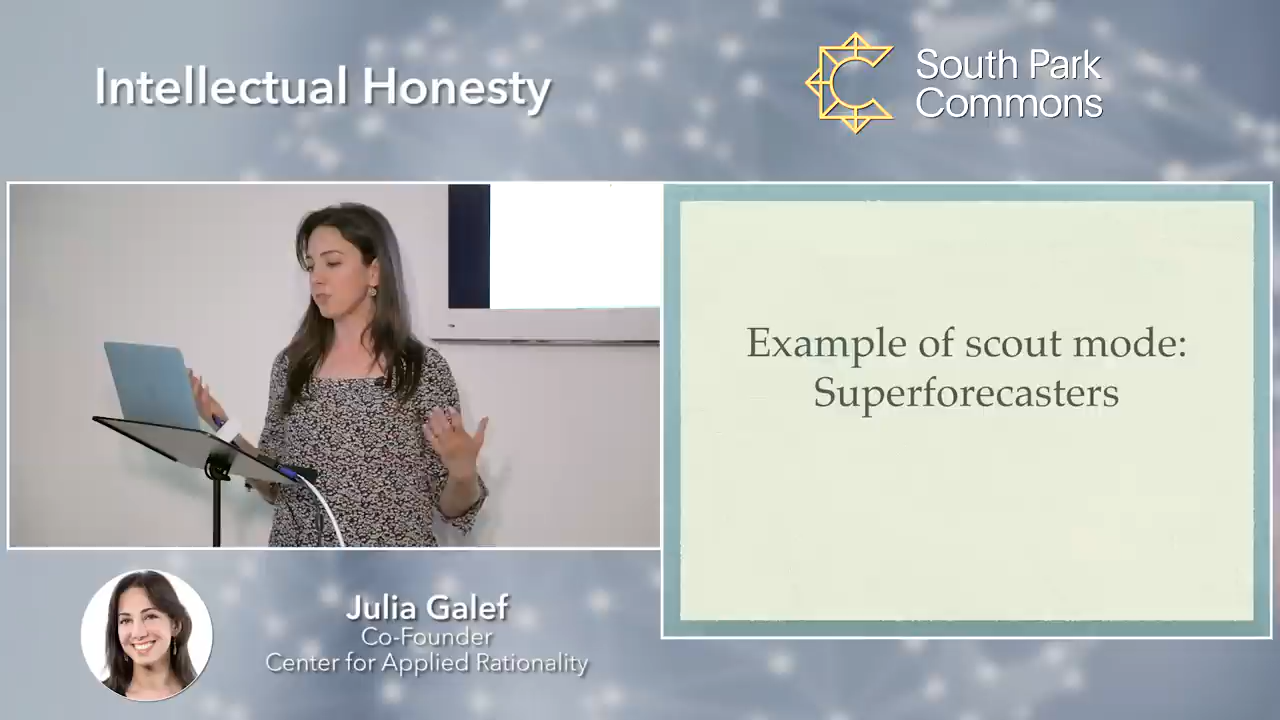 Intellectual Honesty
South Park
Commons
Example of scout mode:
Superforecasters
Julia Galef
Co-Founder
Center for Applied Rationality